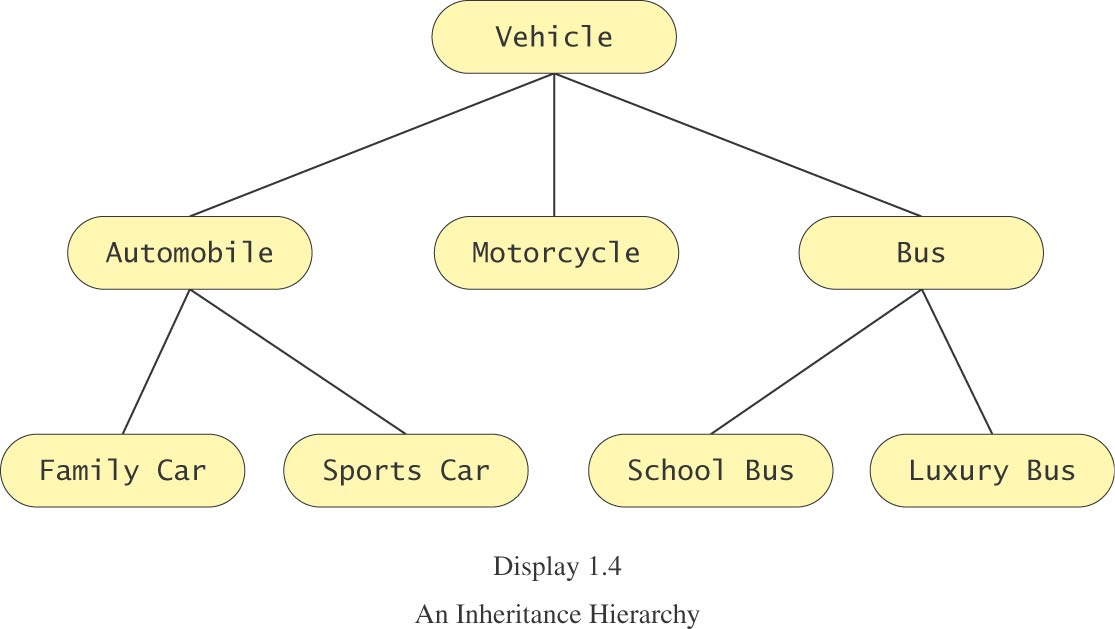 Vehicle
Automobile
Motorcycle
Bus
Family Car
Sports Car
School Bus
Luxury Bus
Display 1.4
An Inheritance Hierarchy